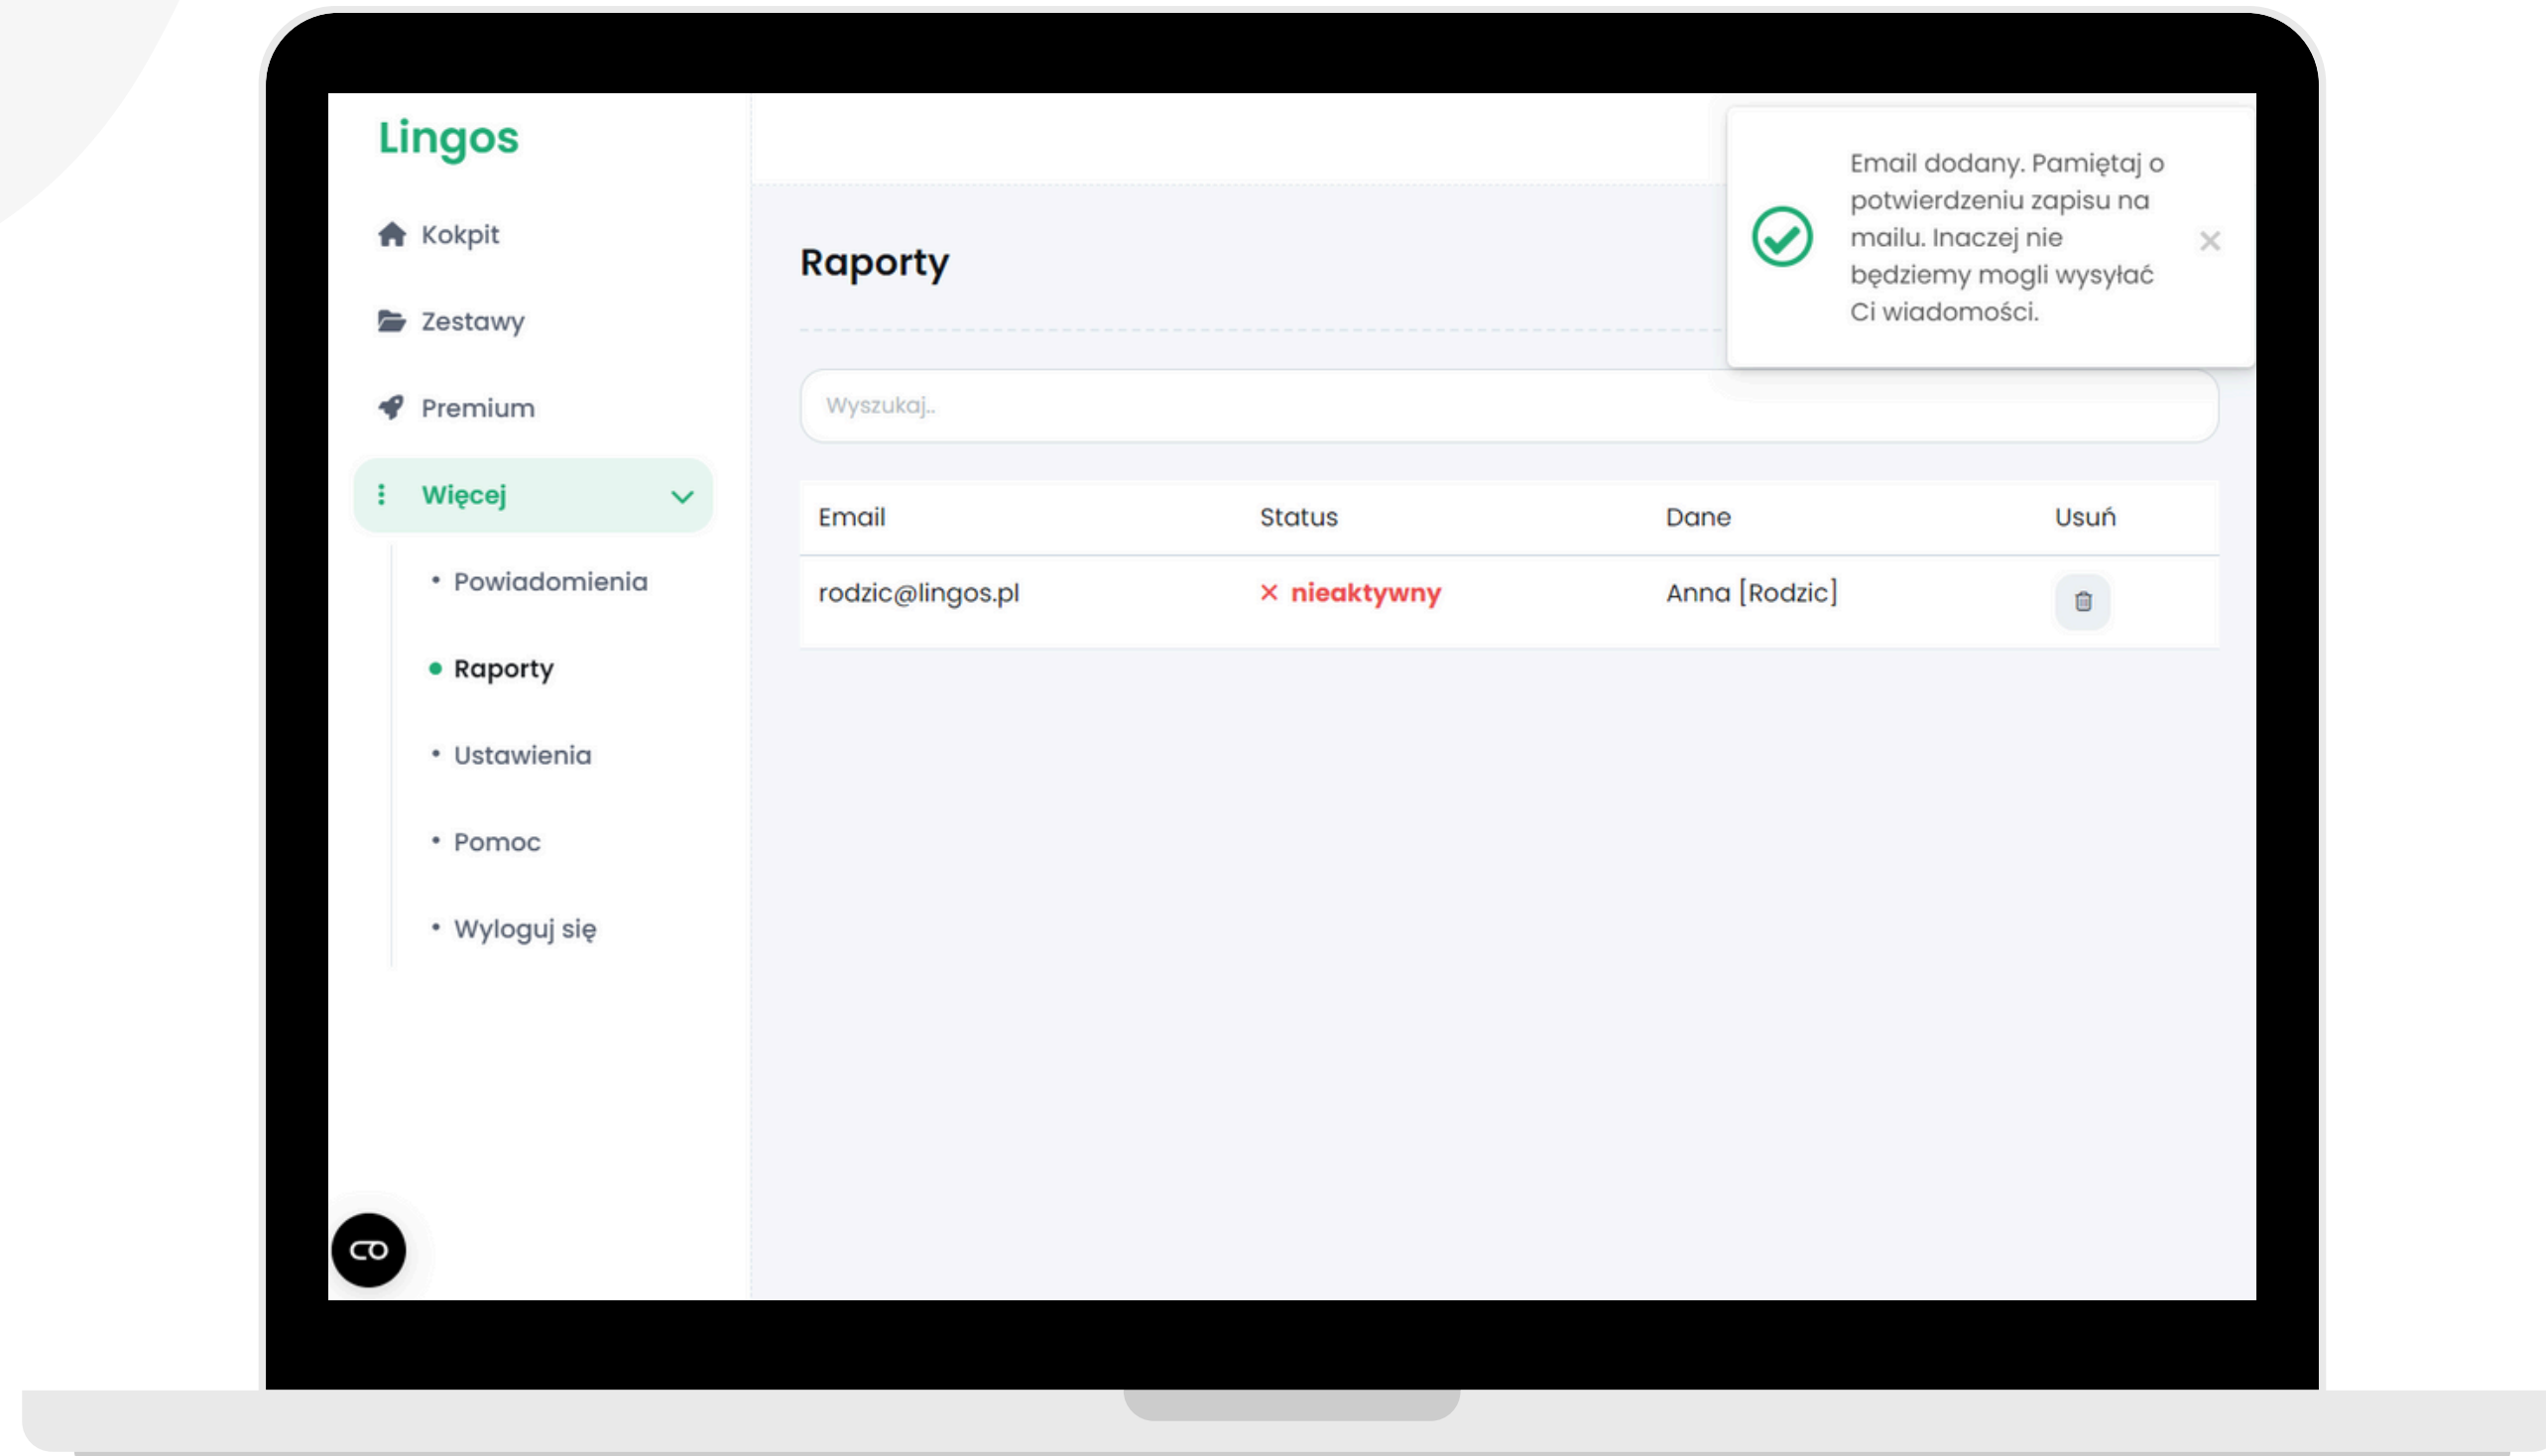 Lingos
Kokpit
Zestawy
Premium
Więcej
Powiadomienia
Raporty
Ustawienia
Pomoc
Wyloguj się
Email dodany. Pamiętaj o
potwierdzeniu zapisu na
mailu. Inaczej nie
będziemy mogli wysyłać
Ci wiadomości.
Raporty
Wyszukaj..
Email Status Dane Usuń
rodzic@lingos.pl nieaktywny Anna [Rodzic]